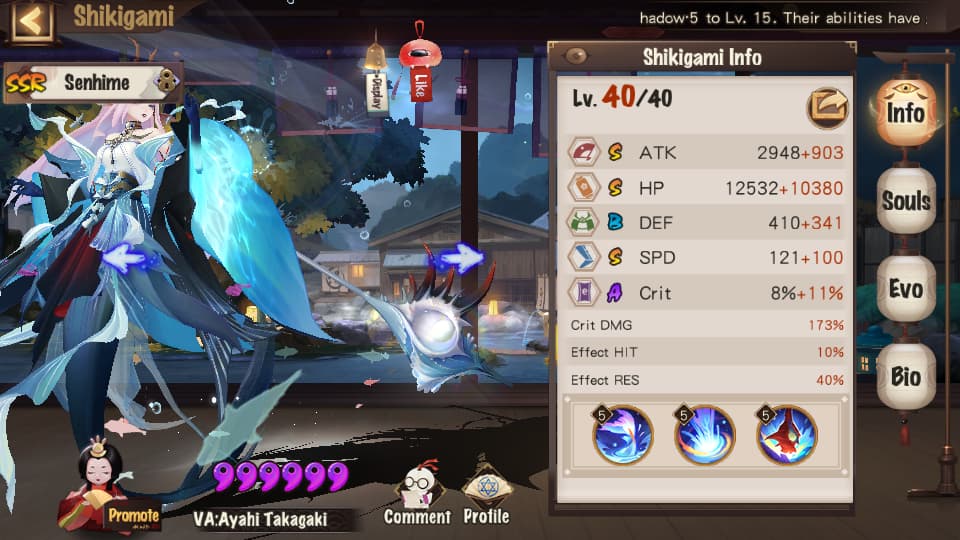 Shikigami
hadow·5 to Lv. 15. Their abilities have
SSR Senhime
Display
Like
Shikigami Info
Lv. 40/40
S ATK 2948+903
S HP 12532+10380
B DEF 410+341
S SPD 121+100
A Crit 8%+11%
Crit DMG 173%
Effect HIT 10%
Effect RES 40%
5 5 5
Info
Souls
Evo
Bio
999999
Promote
VA:Ayahi Takagaki
Comment
Profile